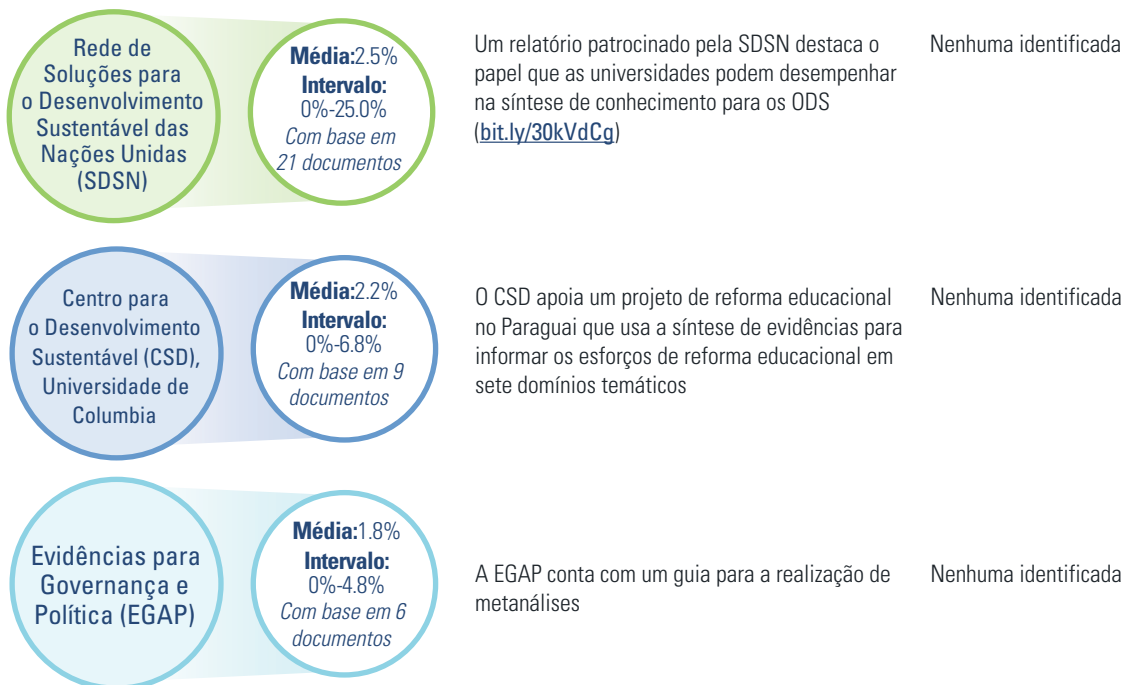 Rede de
Soluções para
o Desenvolvimento
Sustentável das
Nações Unidas
(SDSN)
Média:2.5%
Intervalo:
0%-25.0%
Com base em
21 documentos
Um relatório patrocinado pela SDSN destaca o
papel que as universidades podem desempenhar
na síntese de conhecimento para os ODS
(bit.ly/30kVdCg)
Nenhuma identificada
Centro para
o Desenvolvimento
Sustentável (CSD),
Universidade de
Columbia
Média:2.2%
Intervalo:
0%-6.8%
Com base em 9
documentos
O CSD apoia um projeto de reforma educacional
no Paraguai que usa a síntese de evidências para
informar os esforços de reforma educacional em
sete domínios temáticos
Nenhuma identificada
Evidências para
Governança e
Política (EGAP)
Média:1.8%
Intervalo:
0%-4.8%
Com base em 6
documentos
A EGAP conta com um guia para a realização de
metanálises
Nenhuma identificada